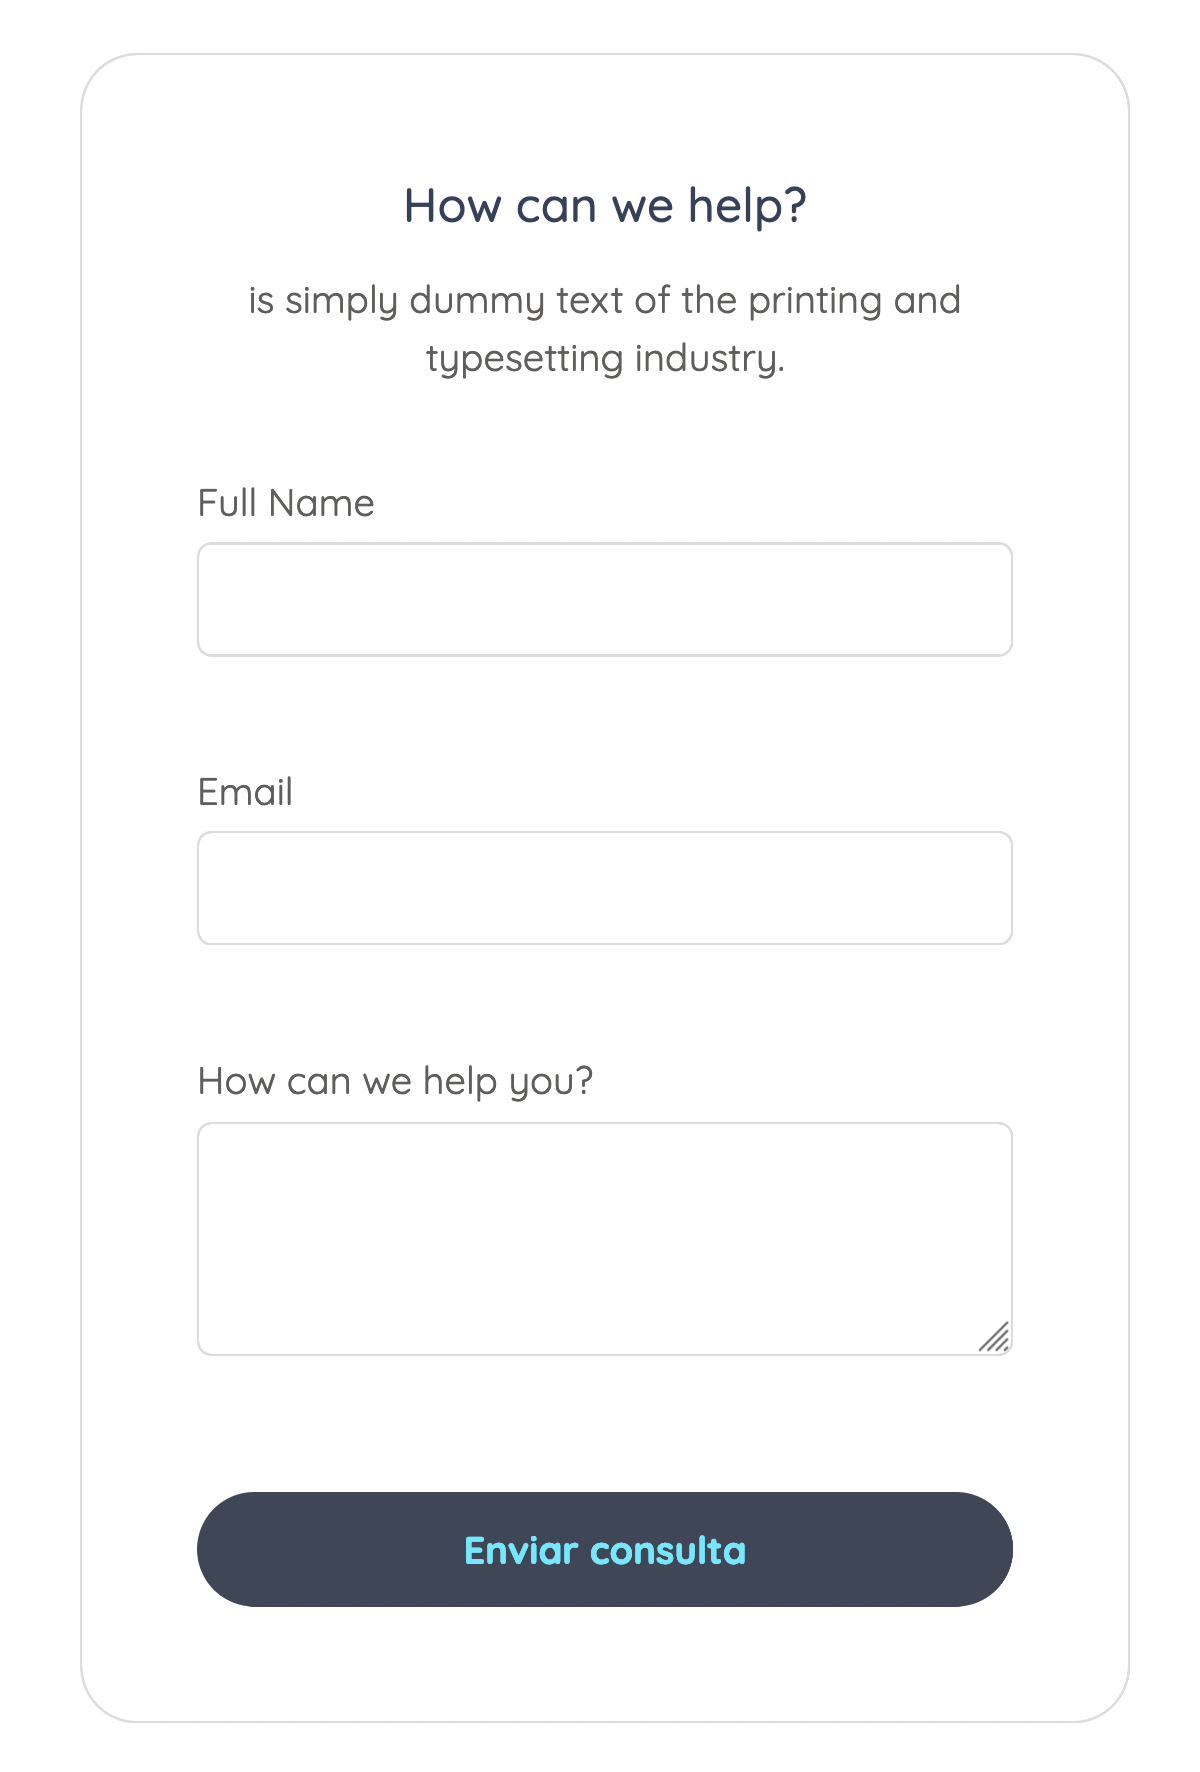 How can we help?
is simply dummy text of the printing and
typesetting industry.
Full Name
Email
How can we help you?
Enviar consulta